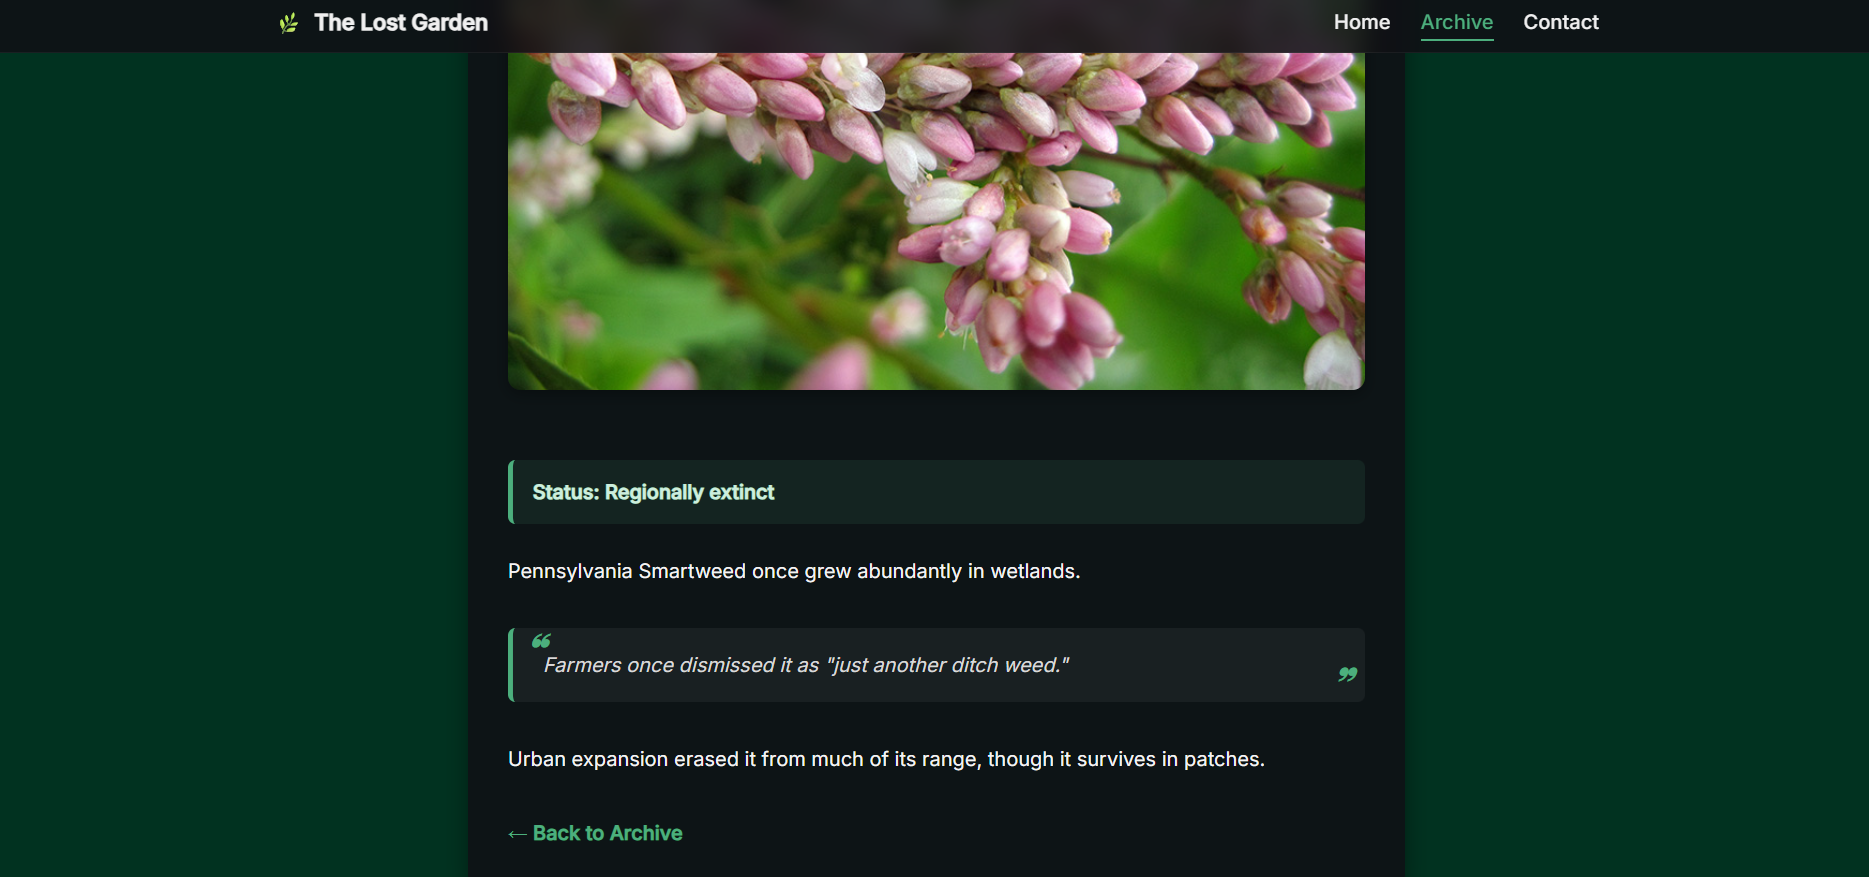 The Lost Garden
Home Archive Contact
Status: Regionally extinct
Pennsylvania Smartweed once grew abundantly in wetlands.
❝
Farmers once dismissed it as "just another ditch weed."
❞
Urban expansion erased it from much of its range, though it survives in patches.
← Back to Archive